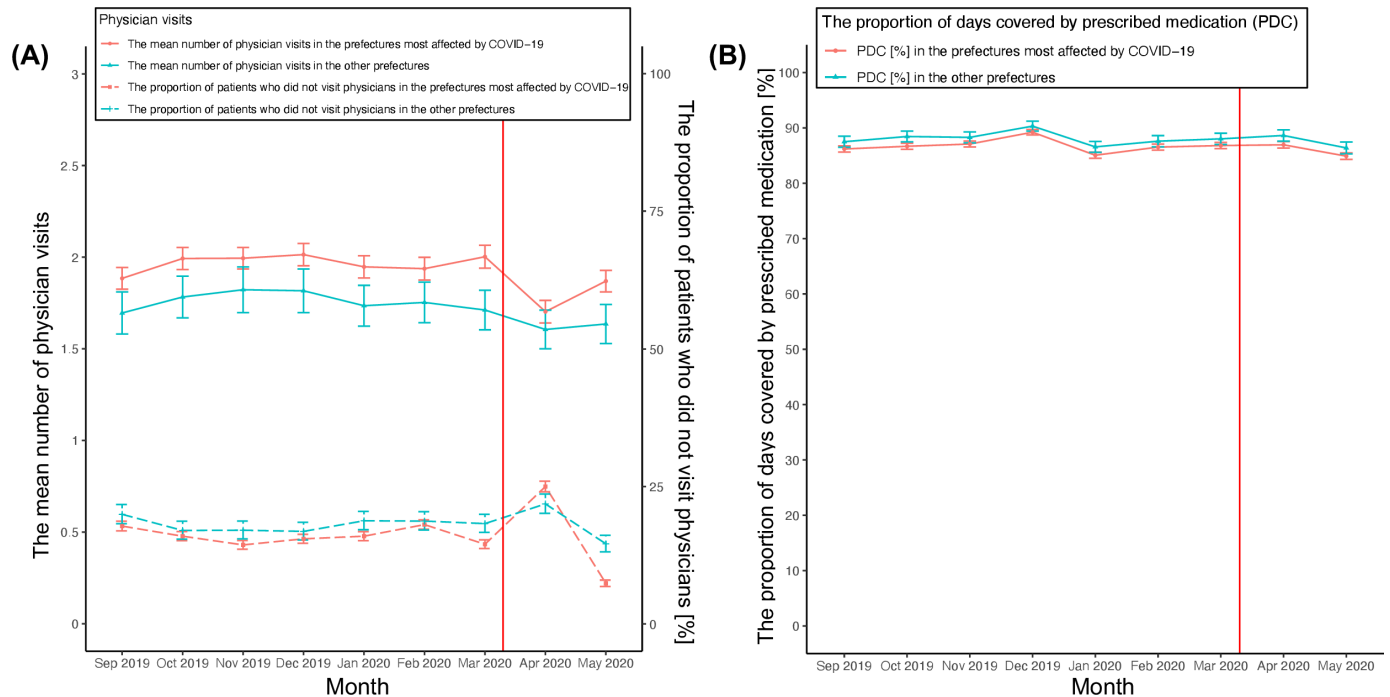 (A)
Physician visits
The mean number of physician visits in the prefectures most affected by COVID-19
The mean number of physician visits in the other prefectures
The proportion of patients who did not visit physicians in the prefectures most affected by COVID-19
The proportion of patients who did not visit physicians in the other prefectures
The mean number of physician visits
3
2.5
2
1.5
1
0.5
0
100
75
50
25
0
The proportion of patients who did not visit physicians [%]
Sep 2019 Oct 2019 Nov 2019 Dec 2019 Jan 2020 Feb 2020 Mar 2020 Apr 2020 May 2020
Month
(B)
The proportion of days covered by prescribed medication (PDC)
PDC [%] in the prefectures most affected by COVID-19
PDC [%] in the other prefectures
The proportion of days covered by prescribed medication [%]
100
90
80
70
60
50
40
30
20
10
0
Sep 2019 Oct 2019 Nov 2019 Dec 2019 Jan 2020 Feb 2020 Mar 2020 Apr 2020 May 2020
Month